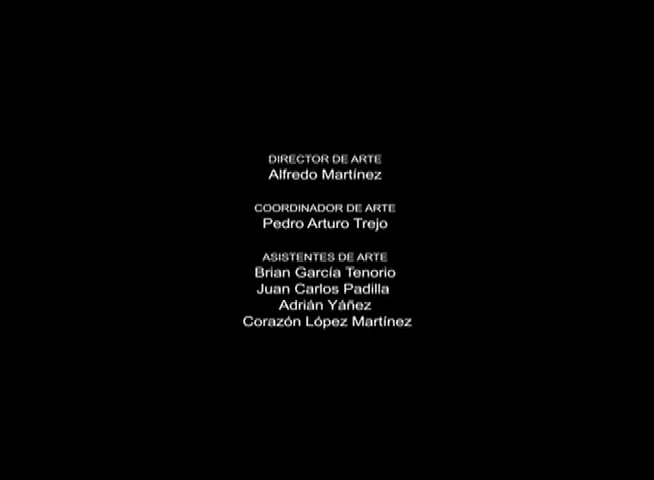 DIRECTOR DE ARTE
Alfredo Martínez
COORDINADOR DE ARTE
Pedro Arturo Trejo
ASISTENTES DE ARTE
Brian García Tenorio
Juan Carlos Padilla
Adrián Yáñez
Corazón López Martínez